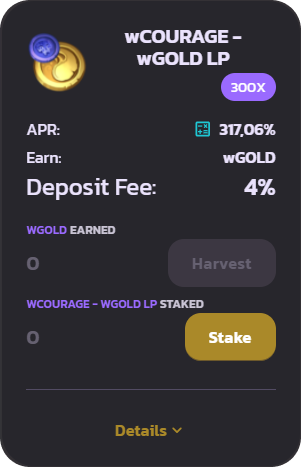 wCOURAGE -
wGOLD LP
300X
APR: 317,06%
Earn: wGOLD
Deposit Fee: 4%
WGOLD EARNED
0 Harvest
WCOURAGE - WGOLD LP STAKED
0 Stake
Details